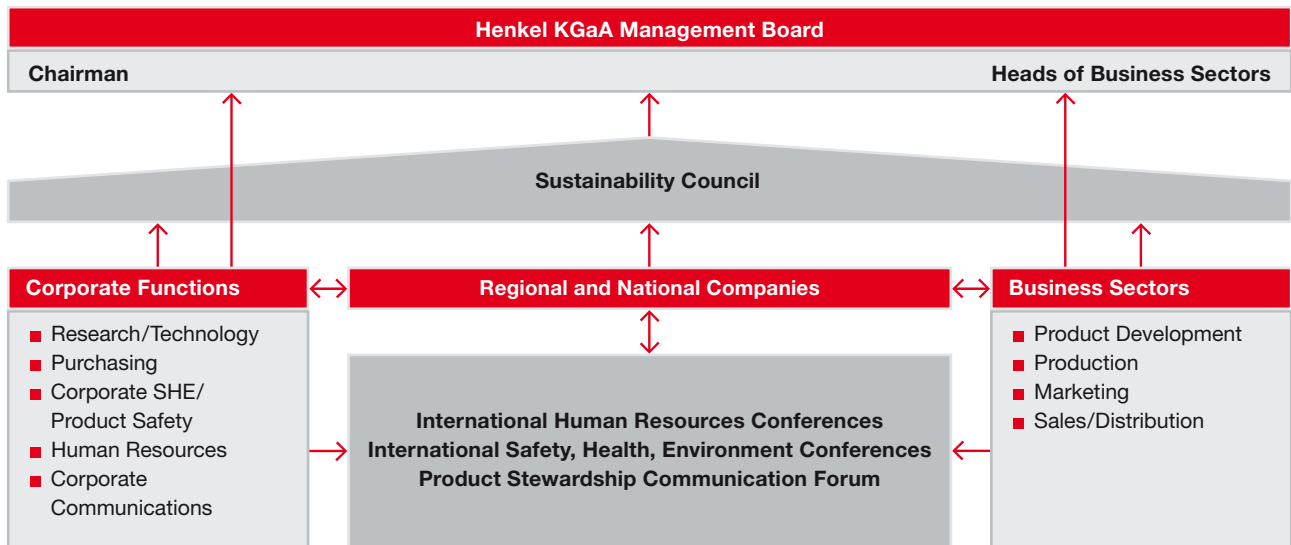 Henkel KGaA Management Board
Chairman
Heads of Business Sectors
Sustainability Council
Corporate Functions
Regional and National Companies
Business Sectors
Research/Technology
Purchasing
Corporate SHE/
Product Safety
Human Resources
Corporate
Communications
International Human Resources Conferences
International Safety, Health, Environment Conferences
Product Stewardship Communication Forum
Product Development
Production
Marketing
Sales/Distribution